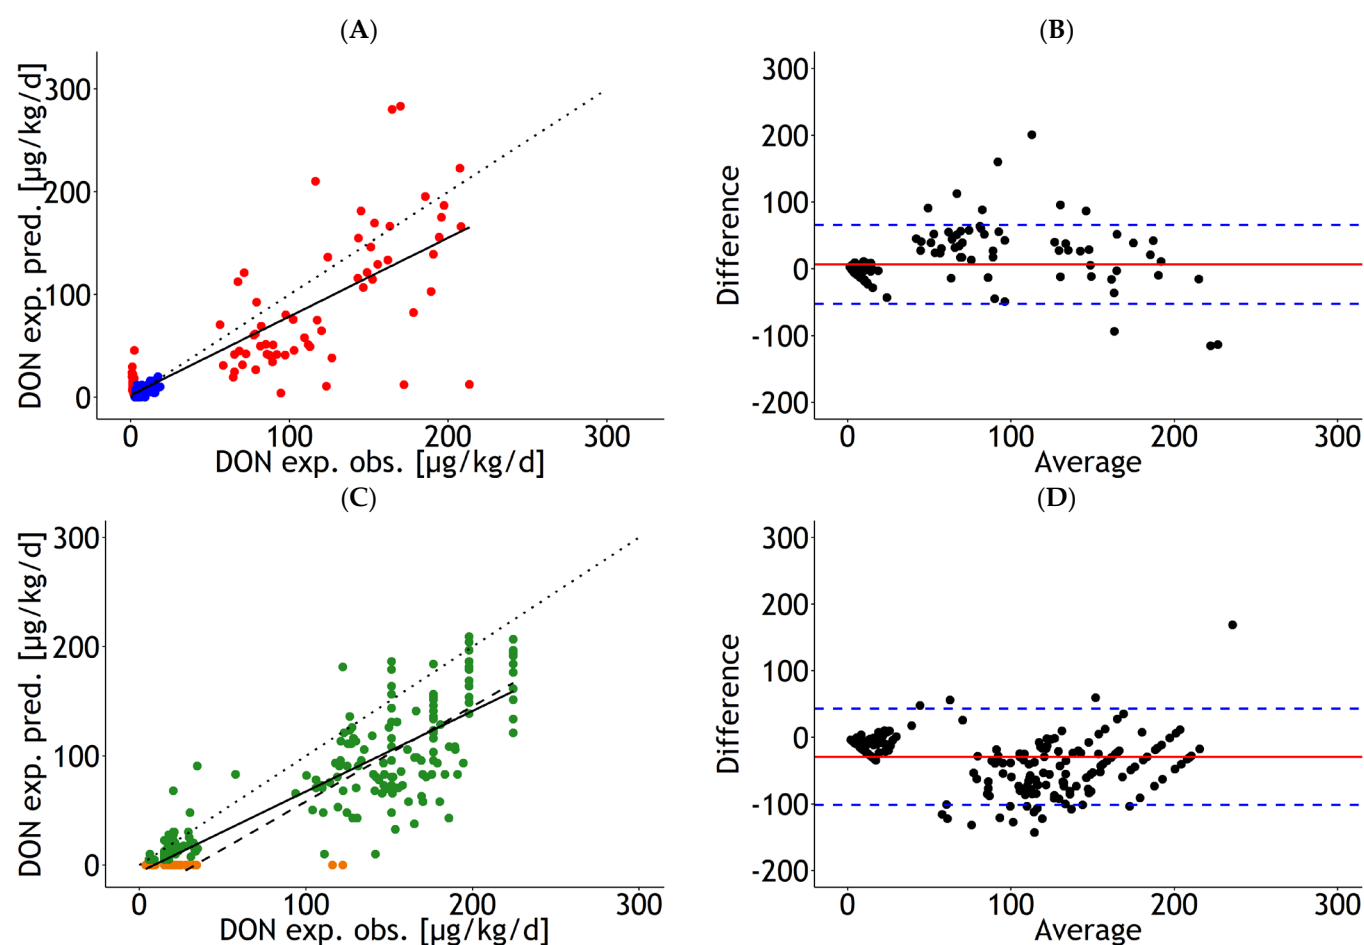 (A)
DON exp. pred. [µg/kg/d]
300
200
100
0
0 100 200 300
DON exp. obs. [µg/kg/d]
(B)
Difference
300
200
100
0
-100
-200
0 100 200 300
Average
(C)
DON exp. pred. [µg/kg/d]
300
200
100
0
0 100 200 300
DON exp. obs. [µg/kg/d]
(D)
Difference
300
200
100
0
-100
-200
0 100 200 300
Average